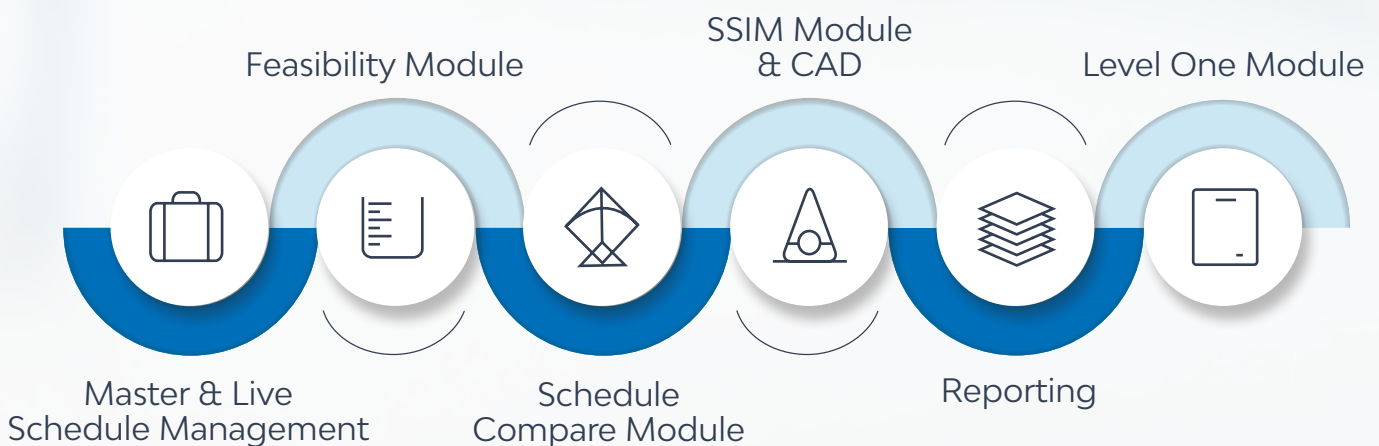 Master & Live
Schedule Management
Feasibility Module
Schedule
Compare Module
SSIM Module
& CAD
Reporting
Level One Module